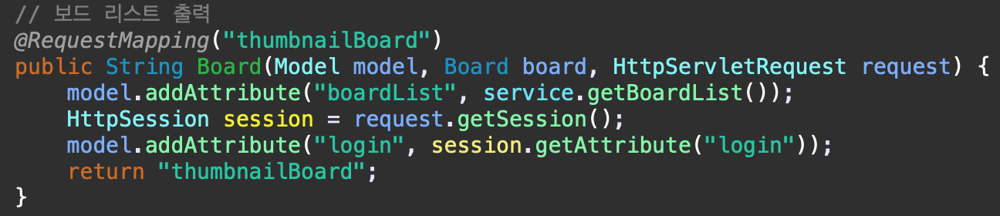 // 보드 리스트 출력
@RequestMapping("thumbnailBoard")
public String Board(Model model, Board board, HttpServletRequest request) {
    model.addAttribute("boardList", service.getBoardList());
    HttpSession session = request.getSession();
    model.addAttribute("login", session.getAttribute("login"));
    return "thumbnailBoard";
}